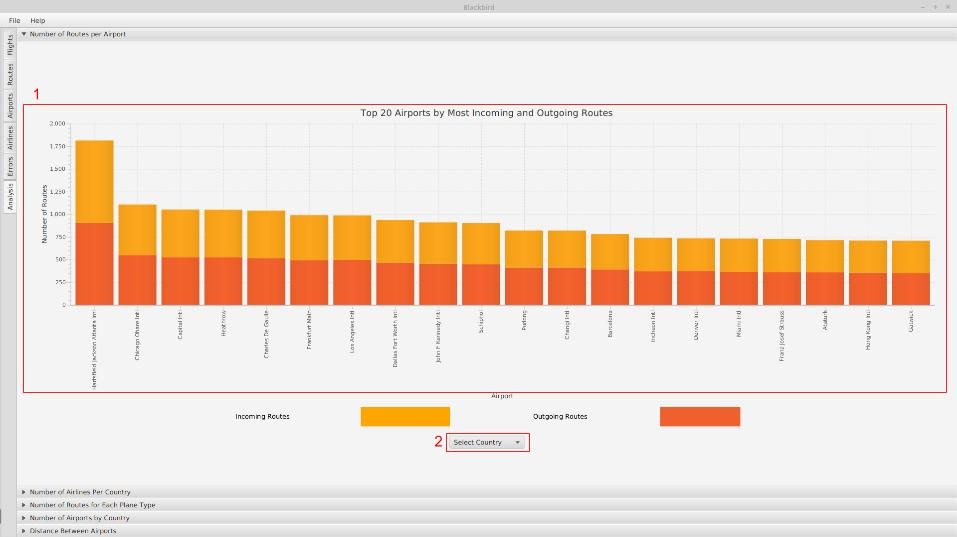 Blackbird
File Help
Number of Routes per Airport
Flights
Routes
Airports
Airlines
Errors
Analysis
1
Top 20 Airports by Most Incoming and Outgoing Routes
Number of Routes
2,000
1,750
1,500
1,250
1,000
750
500
250
0
Hartsfield Jackson Atlanta Intl
Chicago Ohare Intl
Capital Intl
Heathrow
Charles De Gaulle
Frankfurt Main
Los Angeles Intl
Dallas Fort Worth Intl
John F Kennedy Intl
Schiphol
Pudong
Changi Intl
Barcelona
Incheon Intl
Denver Intl
Miami Intl
Franz Josef Strauss
Ataturk
Hong Kong Intl
Gatwick
Airport
Incoming Routes
Outgoing Routes
2
Select Country
Number of Airlines Per Country
Number of Routes for Each Plane Type
Number of Airports by Country
Distance Between Airports